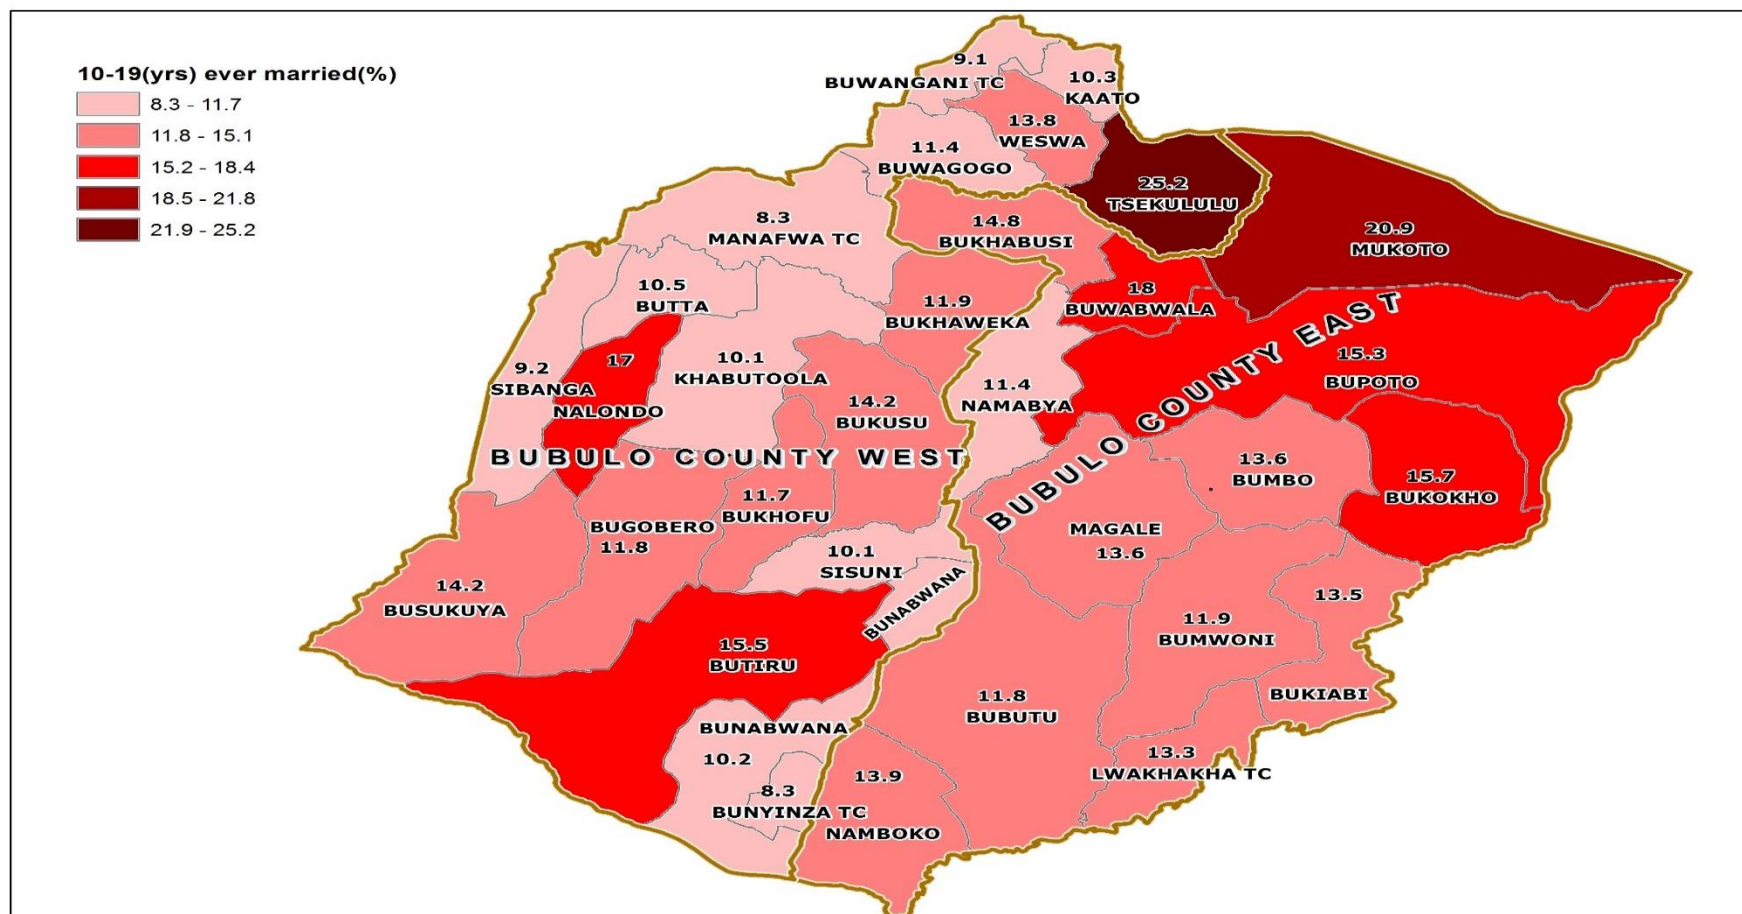 10-19(yrs) ever married(%)
8.3 - 11.7
11.8 - 15.1
15.2 - 18.4
18.5 - 21.8
21.9 - 25.2
9.1
BUWANGANI TC
10.3
KAATO
13.8
WESWA
11.4
BUWAGOGO
25.2
TSEKULULU
8.3
MANAFWA TC
14.8
BUKHABUSI
20.9
MUKOTO
10.5
BUTTA
11.9
BUKHAWEKA
18
BUWABWALA
9.2
SIBANGA
17
NALONDO
10.1
KHABUTOOLA
14.2
BUKUSU
11.4
NAMABYA
15.3
BUPOTO
BUBULO COUNTY WEST
BUBULO COUNTY EAST
13.6
BUMBO
15.7
BUKOKHO
BUGOBERO
11.8
11.7
BUKHOFU
MAGALE
13.6
10.1
SISUNI
14.2
BUSUKUYA
BUNABWANA
13.5
11.9
BUMWONI
15.5
BUTIRU
11.8
BUBUTU
BUKIABI
BUNABWANA
10.2
8.3
BUNYINZA TC
13.9
NAMBOKO
13.3
LWAKHAKHA TC